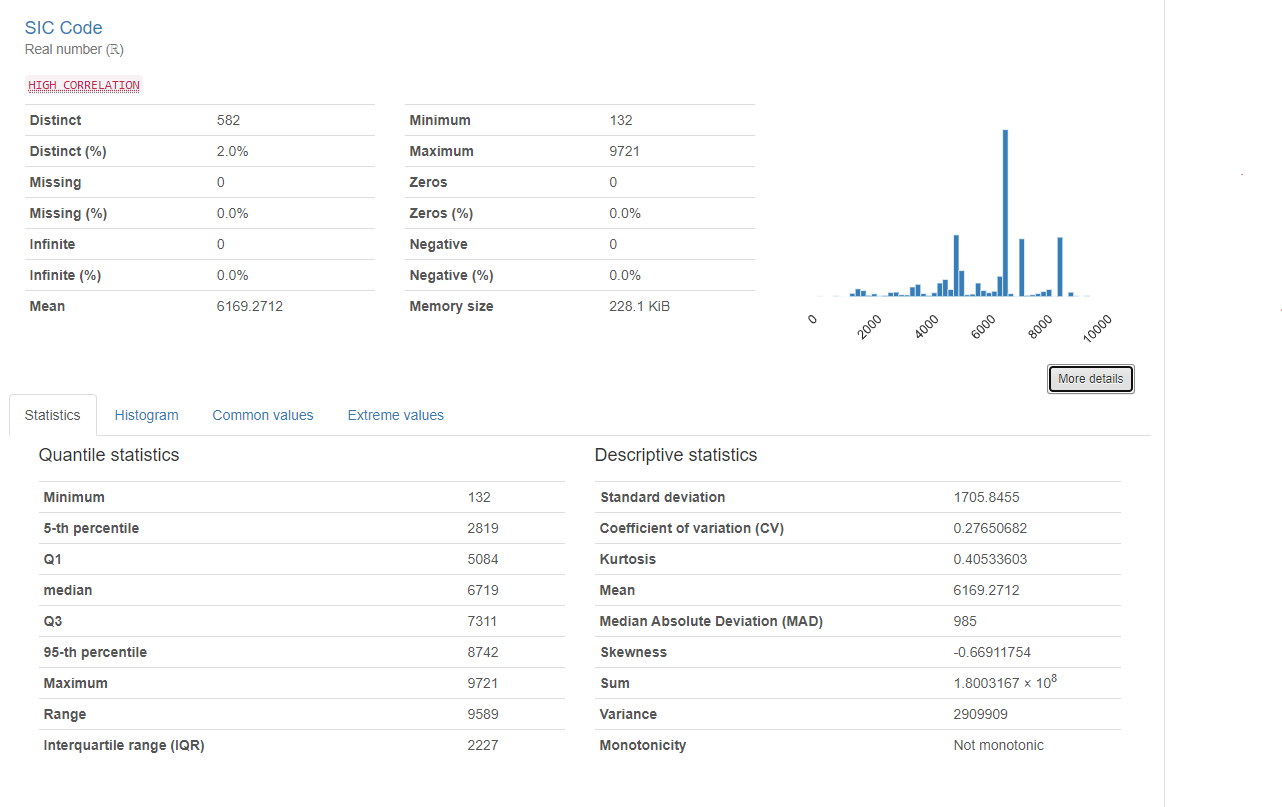 SIC Code
Real number (ℝ)
HIGH CORRELATION
Distinct 582
Distinct (%) 2.0%
Missing 0
Missing (%) 0.0%
Infinite 0
Infinite (%) 0.0%
Mean 6169.2712
Minimum 132
Maximum 9721
Zeros 0
Zeros (%) 0.0%
Negative 0
Negative (%) 0.0%
Memory size 228.1 KiB
0 2000 4000 6000 8000 10000
More details
Statistics Histogram Common values Extreme values
Quantile statistics
Minimum 132
5-th percentile 2819
Q1 5084
median 6719
Q3 7311
95-th percentile 8742
Maximum 9721
Range 9589
Interquartile range (IQR) 2227
Descriptive statistics
Standard deviation 1705.8455
Coefficient of variation (CV) 0.27650682
Kurtosis 0.40533603
Mean 6169.2712
Median Absolute Deviation (MAD) 985
Skewness -0.66911754
Sum 1.8003167 × 10⁸
Variance 2909909
Monotonicity Not monotonic